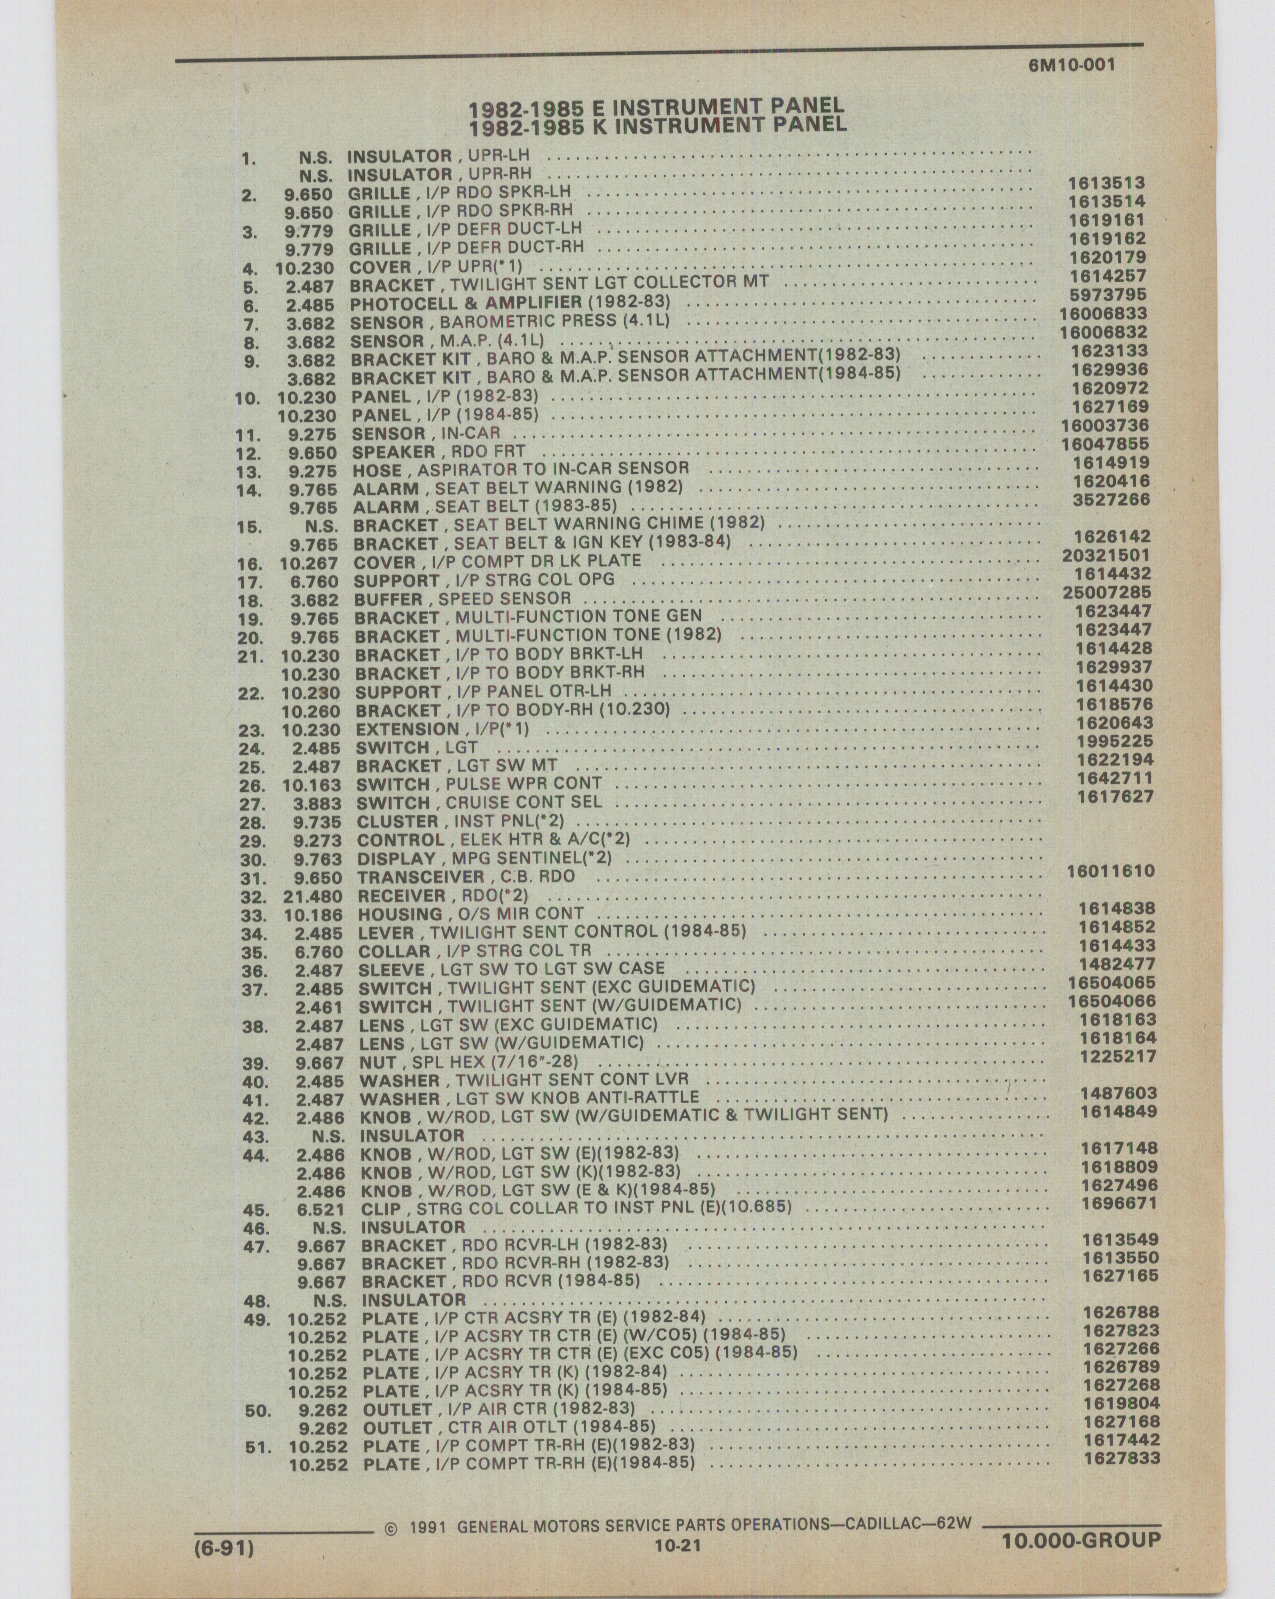 6M10-001
1982-1985 E INSTRUMENT PANEL
1982-1985 K INSTRUMENT PANEL
1. N.S. INSULATOR , UPR-LH
N.S. INSULATOR , UPR-RH
2. 9.650 GRILLE , I/P RDO SPKR-LH 1613513
9.650 GRILLE , I/P RDO SPKR-RH 1613514
3. 9.779 GRILLE , I/P DEFR DUCT-LH 1619161
9.779 GRILLE , I/P DEFR DUCT-RH 1619162
4. 10.230 COVER , I/P UPR(*1) 1620179
5. 2.487 BRACKET , TWILIGHT SENT LGT COLLECTOR MT 1614257
6. 2.485 PHOTOCELL & AMPLIFIER (1982-83) 5973795
7. 3.682 SENSOR , BAROMETRIC PRESS (4.1L) 16006833
8. 3.682 SENSOR , M.A.P. (4.1L) 16006832
9. 3.682 BRACKET KIT , BARO & M.A.P. SENSOR ATTACHMENT(1982-83) 1623133
3.682 BRACKET KIT , BARO & M.A.P. SENSOR ATTACHMENT(1984-85) 1629936
10. 10.230 PANEL , I/P (1982-83) 1620972
10.230 PANEL , I/P (1984-85) 1627169
11. 9.275 SENSOR , IN-CAR 16003736
12. 9.650 SPEAKER , RDO FRT 16047855
13. 9.275 HOSE , ASPIRATOR TO IN-CAR SENSOR 1614919
14. 9.765 ALARM , SEAT BELT WARNING (1982) 1620416
9.765 ALARM , SEAT BELT (1983-85) 3527266
15. N.S. BRACKET , SEAT BELT WARNING CHIME (1982)
9.765 BRACKET , SEAT BELT & IGN KEY (1983-84) 1626142
16. 10.267 COVER , I/P COMPT DR LK PLATE 20321501
17. 6.760 SUPPORT , I/P STRG COL OPG 1614432
18. 3.682 BUFFER , SPEED SENSOR 25007285
19. 9.765 BRACKET , MULTI-FUNCTION TONE GEN 1623447
20. 9.765 BRACKET , MULTI-FUNCTION TONE (1982) 1623447
21. 10.230 BRACKET , I/P TO BODY BRKT-LH 1614428
10.230 BRACKET , I/P TO BODY BRKT-RH 1629937
22. 10.230 SUPPORT , I/P PANEL OTR-LH 1614430
10.260 BRACKET , I/P TO BODY-RH (10.230) 1618576
23. 10.230 EXTENSION , I/P(*1) 1620643
24. 2.485 SWITCH , LGT 1995225
25. 2.487 BRACKET , LGT SW MT 1622194
26. 10.163 SWITCH , PULSE WPR CONT 1642711
27. 3.883 SWITCH , CRUISE CONT SEL 1617627
28. 9.735 CLUSTER , INST PNL(*2)
29. 9.273 CONTROL , ELEK HTR & A/C(*2)
30. 9.763 DISPLAY , MPG SENTINEL(*2)
31. 9.650 TRANSCEIVER , C.B. RDO 16011610
32. 21.480 RECEIVER , RDO(*2)
33. 10.186 HOUSING , O/S MIR CONT 1614838
34. 2.485 LEVER , TWILIGHT SENT CONTROL (1984-85) 1614852
35. 6.760 COLLAR , I/P STRG COL TR 1614433
36. 2.487 SLEEVE , LGT SW TO LGT SW CASE 1482477
37. 2.485 SWITCH , TWILIGHT SENT (EXC GUIDEMATIC) 16504065
2.461 SWITCH , TWILIGHT SENT (W/GUIDEMATIC) 16504066
38. 2.487 LENS , LGT SW (EXC GUIDEMATIC) 1618163
2.487 LENS , LGT SW (W/GUIDEMATIC) 1618164
39. 9.667 NUT , SPL HEX (7/16"-28) 1225217
40. 2.485 WASHER , TWILIGHT SENT CONT LVR
41. 2.487 WASHER , LGT SW KNOB ANTI-RATTLE 1487603
42. 2.486 KNOB , W/ROD, LGT SW (W/GUIDEMATIC & TWILIGHT SENT) 1614849
43. N.S. INSULATOR
44. 2.486 KNOB , W/ROD, LGT SW (E)(1982-83) 1617148
2.486 KNOB , W/ROD, LGT SW (K)(1982-83) 1618809
2.486 KNOB , W/ROD, LGT SW (E & K)(1984-85) 1627496
45. 6.521 CLIP , STRG COL COLLAR TO INST PNL (E)(10.685) 1696671
46. N.S. INSULATOR
47. 9.667 BRACKET , RDO RCVR-LH (1982-83) 1613549
9.667 BRACKET , RDO RCVR-RH (1982-83) 1613550
9.667 BRACKET , RDO RCVR (1984-85) 1627165
48. N.S. INSULATOR
49. 10.252 PLATE , I/P CTR ACSRY TR (E) (1982-84) 1626788
10.252 PLATE , I/P ACSRY TR CTR (E) (W/CO5) (1984-85) 1627823
10.252 PLATE , I/P ACSRY TR CTR (E) (EXC CO5) (1984-85) 1627266
10.252 PLATE , I/P ACSRY TR (K) (1982-84) 1626789
10.252 PLATE , I/P ACSRY TR (K) (1984-85) 1627268
50. 9.262 OUTLET , I/P AIR CTR (1982-83) 1619804
9.262 OUTLET , CTR AIR OTLT (1984-85) 1627168
51. 10.252 PLATE , I/P COMPT TR-RH (E)(1982-83) 1617442
10.252 PLATE , I/P COMPT TR-RH (E)(1984-85) 1627833
© 1991 GENERAL MOTORS SERVICE PARTS OPERATIONS—CADILLAC—62W
(6-91) 10-21 10.000-GROUP